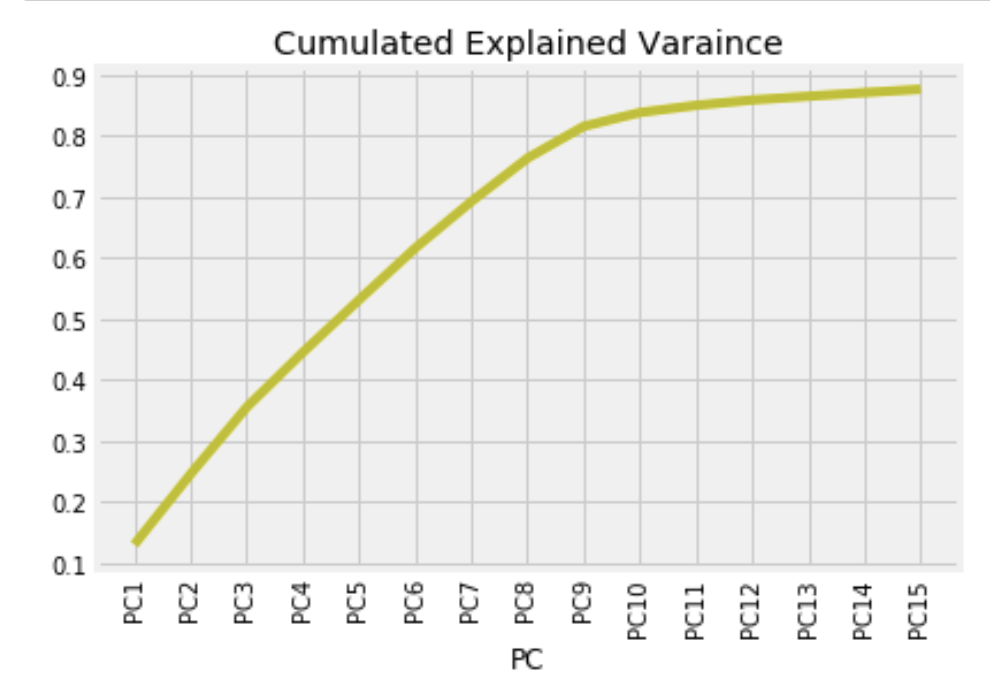 Cumulated Explained Varaince
0.9
0.8
0.7
0.6
0.5
0.4
0.3
0.2
0.1
PC1
PC2
PC3
PC4
PC5
PC6
PC7
PC8
PC9
PC10
PC11
PC12
PC13
PC14
PC15
PC